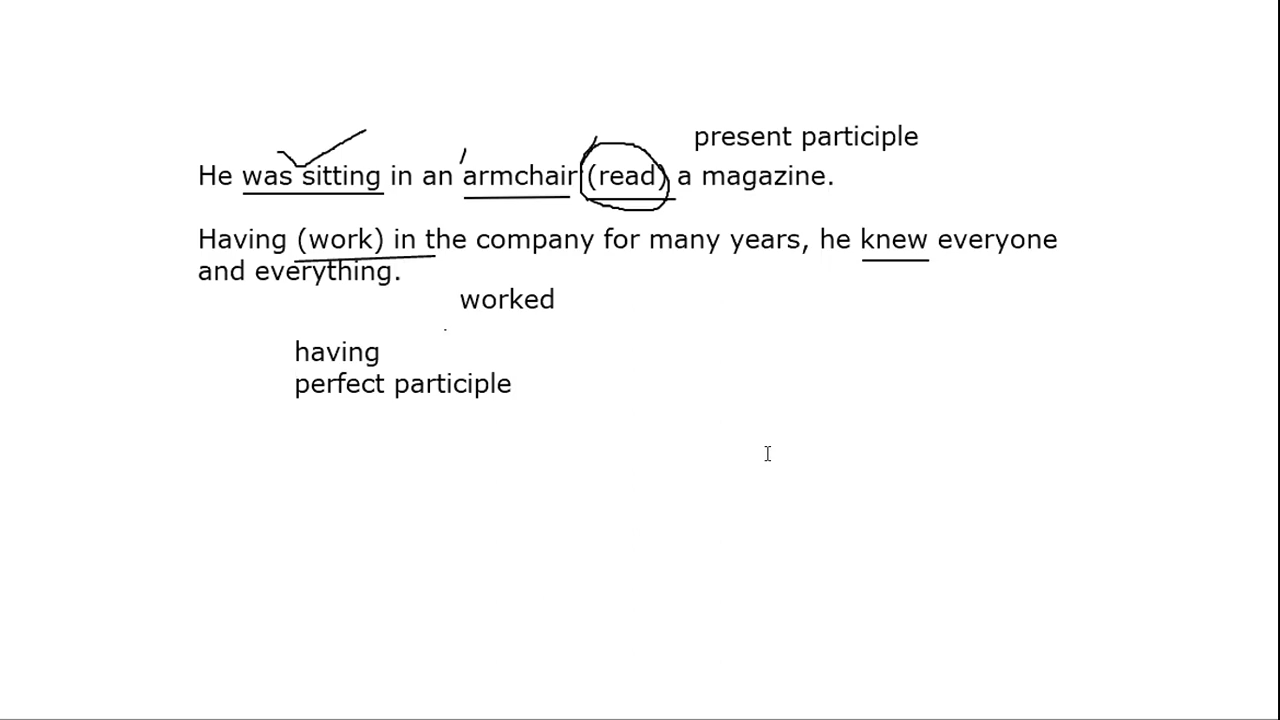 present participle
He was sitting in an armchair (read) a magazine.
Having (work) in the company for many years, he knew everyone
and everything.
worked
having
perfect participle